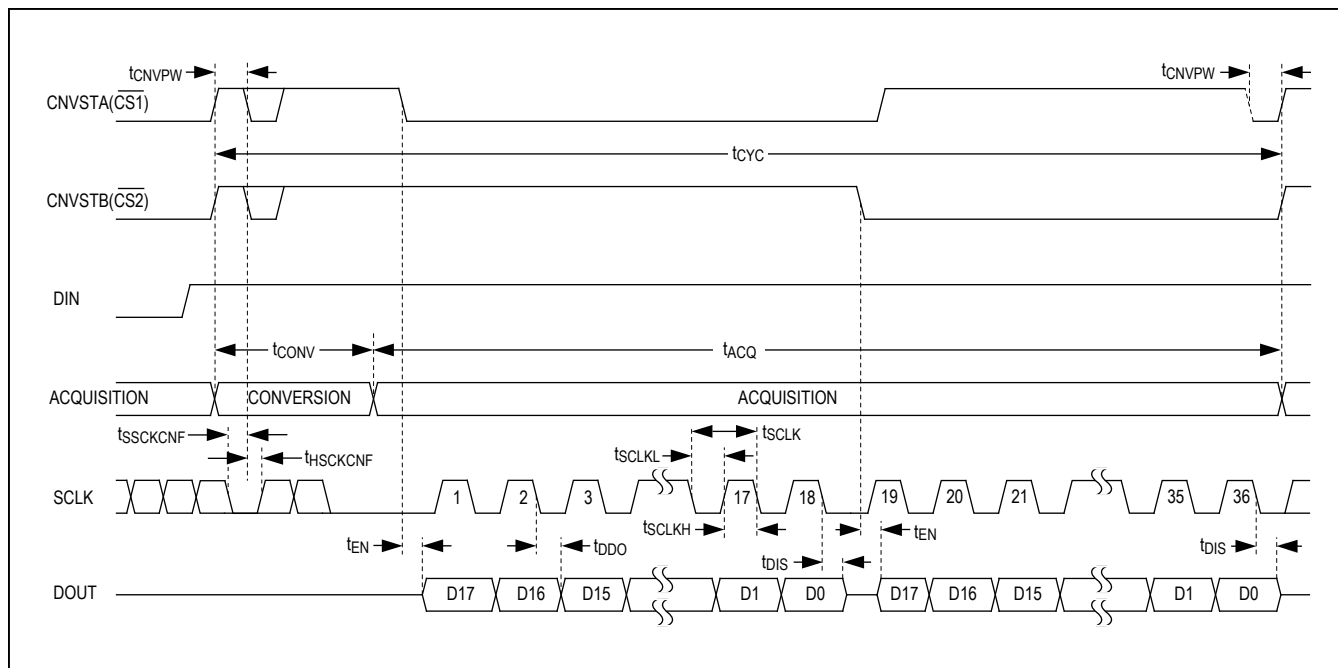 tCNVPW tCNVPW
CNVSTA(CS1)
tCYC
CNVSTB(CS2)
DIN
tCONV tACQ
ACQUISITION CONVERSION ACQUISITION
tSSCKCNF tSCLK
tSCLKL
tHSCKCNF
SCLK 1 2 3 17 18 19 20 21 35 36
tSCLKH
tEN tDDO tEN
tDIS tDIS
DOUT D17 D16 D15 D1 D0 D17 D16 D15 D1 D0